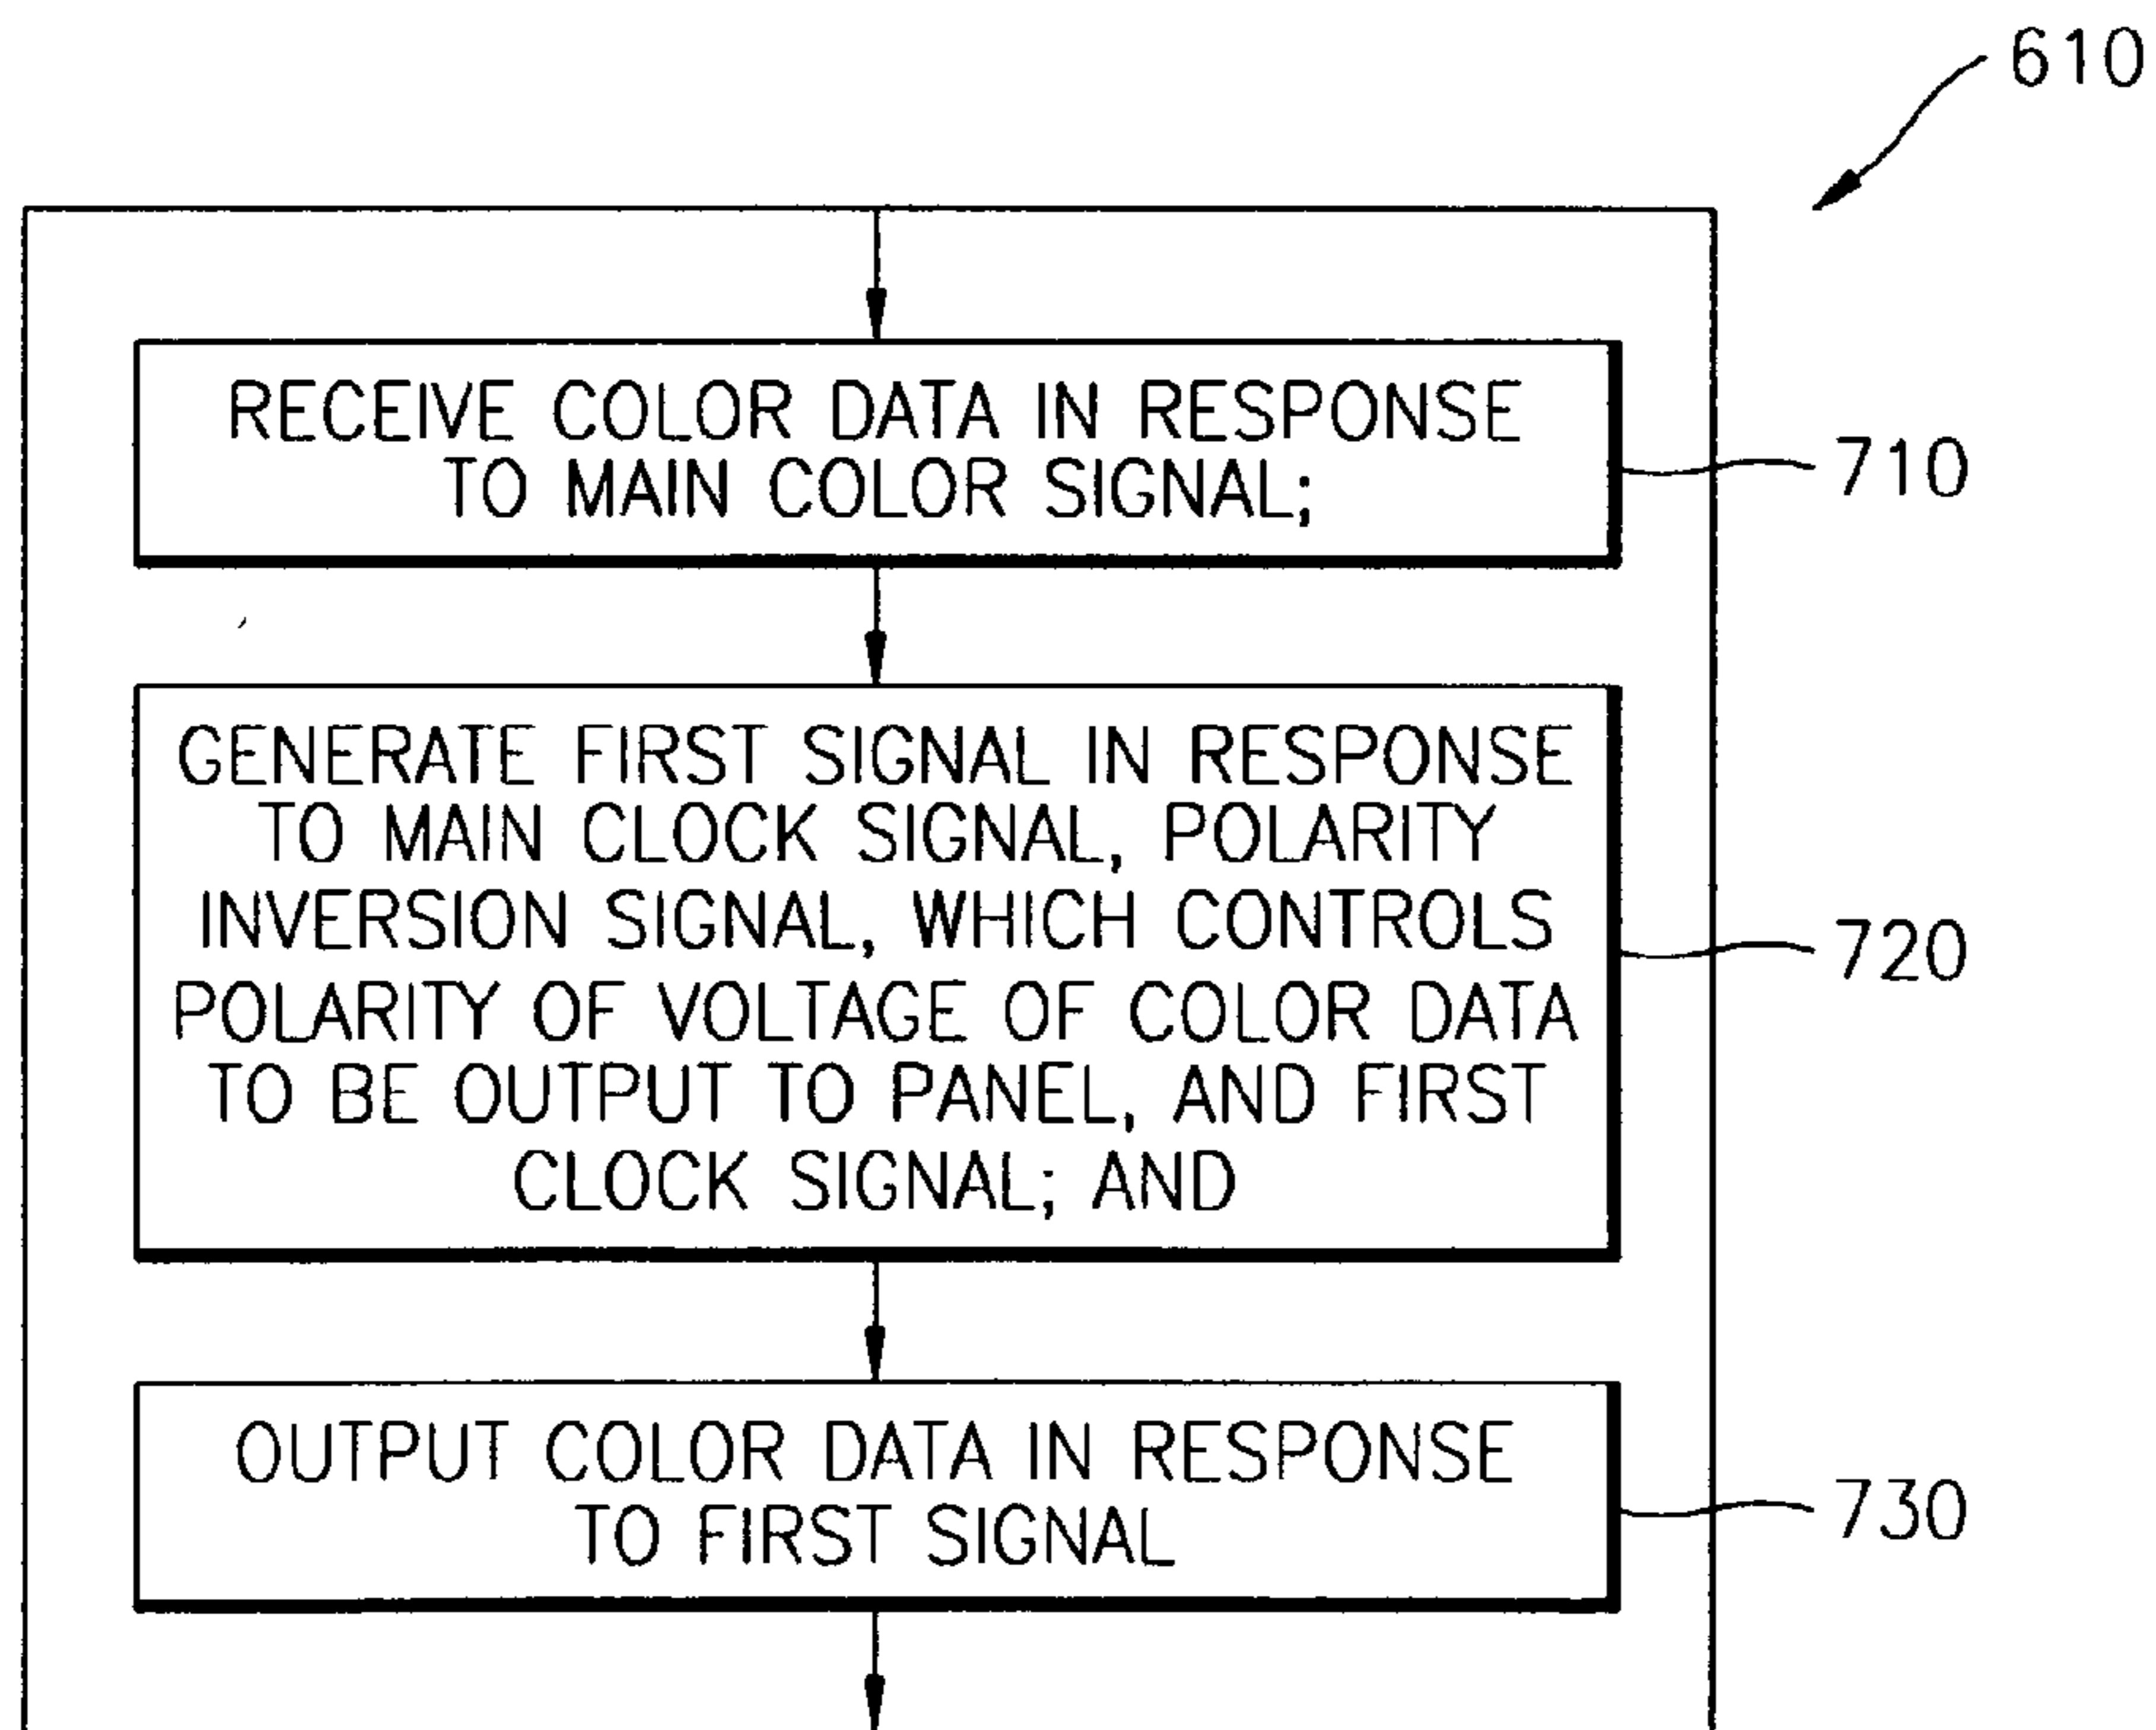 610
RECEIVE COLOR DATA IN RESPONSE
TO MAIN COLOR SIGNAL;
710
GENERATE FIRST SIGNAL IN RESPONSE
TO MAIN CLOCK SIGNAL, POLARITY
INVERSION SIGNAL, WHICH CONTROLS
POLARITY OF VOLTAGE OF COLOR DATA
TO BE OUTPUT TO PANEL, AND FIRST
CLOCK SIGNAL; AND
720
OUTPUT COLOR DATA IN RESPONSE
TO FIRST SIGNAL
730